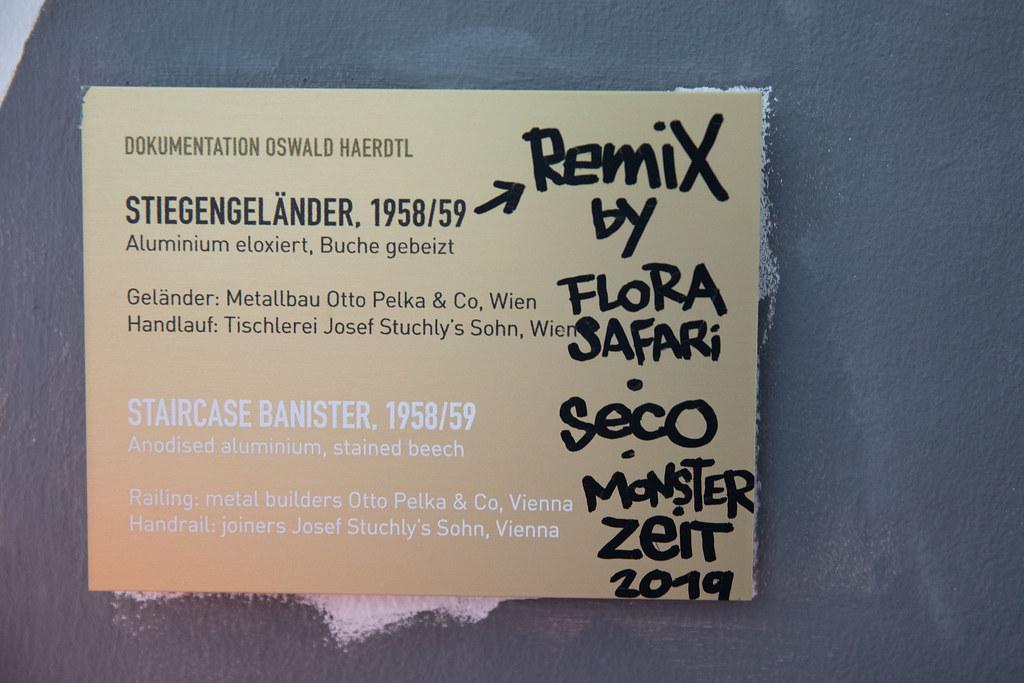 DOKUMENTATION OSWALD HAERDTL
STIEGENGELÄNDER, 1958/59
Aluminium eloxiert, Buche gebeizt
Geländer: Metallbau Otto Pelka & Co, Wien
Handlauf: Tischlerei Josef Stuchly's Sohn, Wien
STAIRCASE BANISTER, 1958/59
Anodised aluminium, stained beech
Railing: metal builders Otto Pelka & Co, Vienna
Handrail: joiners Josef Stuchly's Sohn, Vienna
→ RemiX
by
FLORA
SAFARi
·
SecO
·
MONSTER
ZeiT
2019